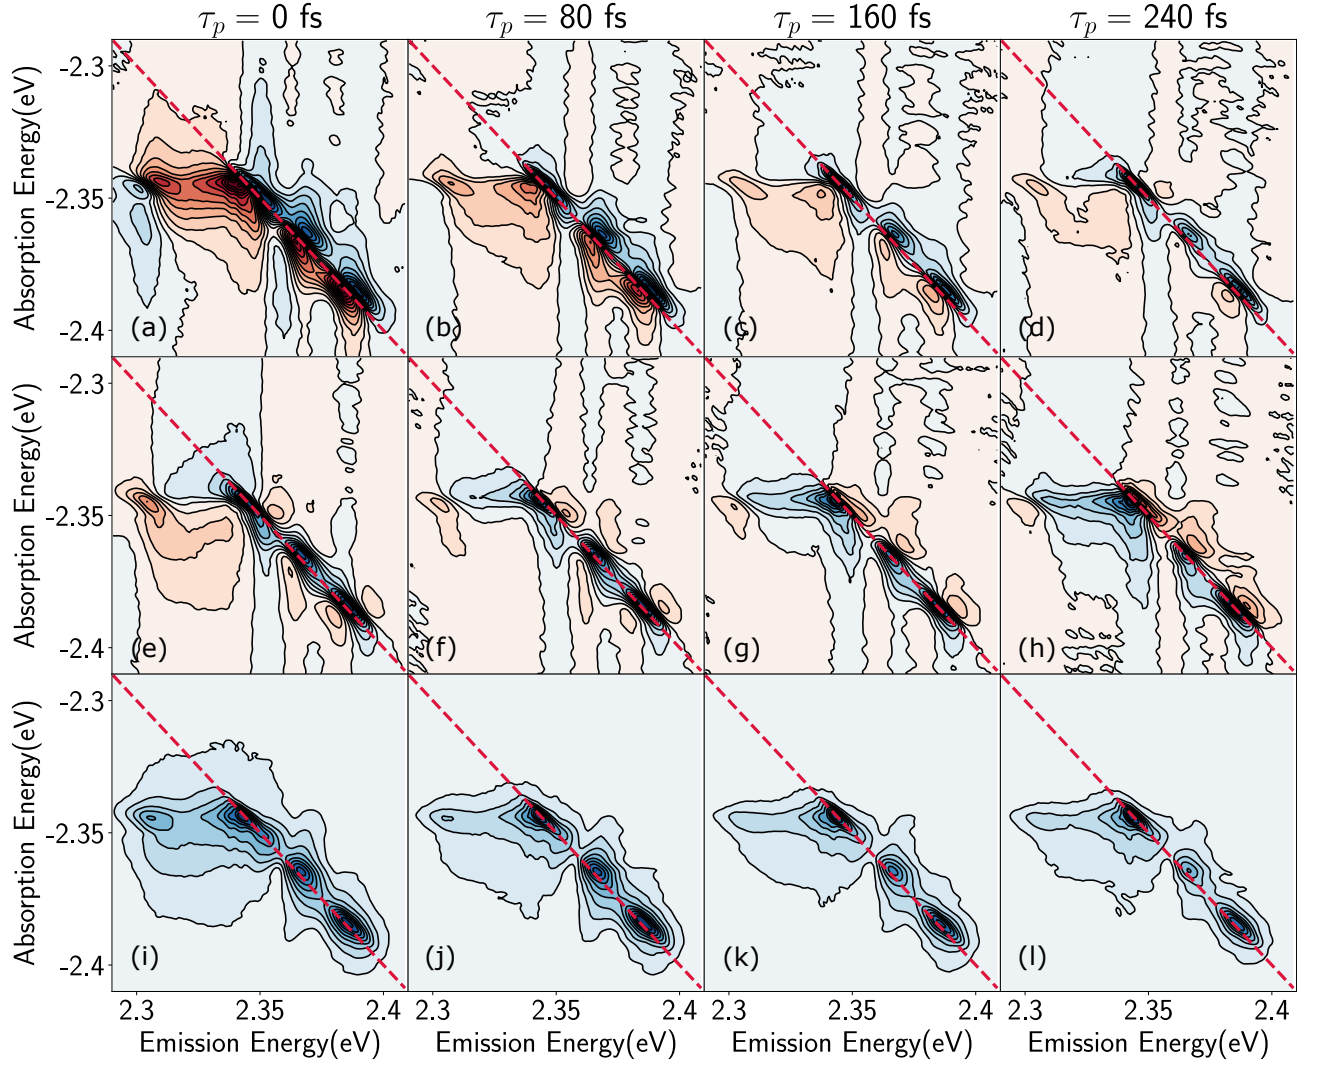 τp = 0 fs
τp = 80 fs
τp = 160 fs
τp = 240 fs
Absorption Energy(eV)
-2.3
-2.35
-2.4
(a)
(b)
(c)
(d)
Absorption Energy(eV)
-2.3
-2.35
-2.4
(e)
(f)
(g)
(h)
Absorption Energy(eV)
-2.3
-2.35
-2.4
(i)
(j)
(k)
(l)
2.3 2.35 2.4
2.3 2.35 2.4
2.3 2.35 2.4
2.3 2.35 2.4
Emission Energy(eV)
Emission Energy(eV)
Emission Energy(eV)
Emission Energy(eV)